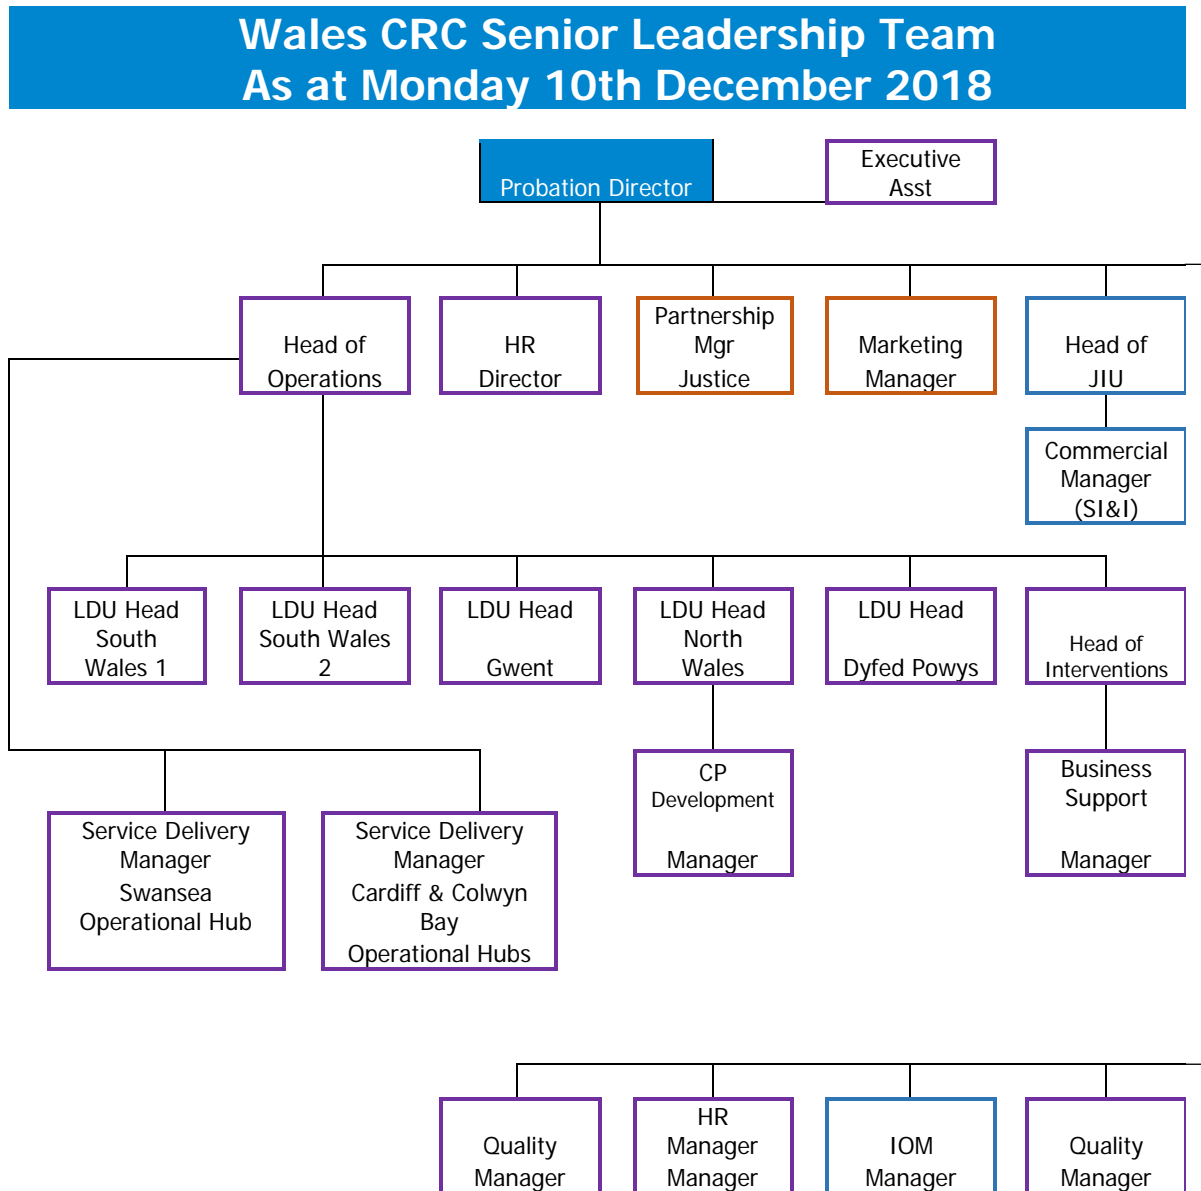 Wales CRC Senior Leadership Team
As at Monday 10th December 2018
Probation Director
Executive
Asst
Head of
Operations
HR
Director
Partnership
Mgr
Justice
Marketing
Manager
Head of
JIU
Commercial
Manager
(SI&I)
LDU Head
South
Wales 1
LDU Head
South Wales
2
LDU Head
Gwent
LDU Head
North
Wales
LDU Head
Dyfed Powys
Head of
Interventions
CP
Development
Manager
Business
Support
Manager
Service Delivery
Manager
Swansea
Operational Hub
Service Delivery
Manager
Cardiff & Colwyn
Bay
Operational Hubs
Quality
Manager
HR
Manager
Manager
IOM
Manager
Quality
Manager